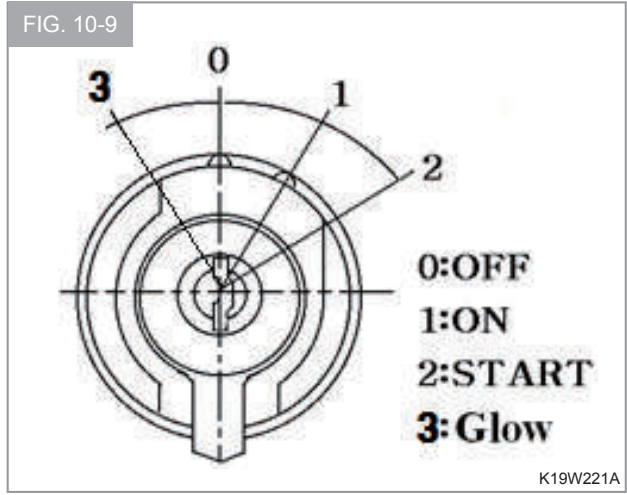 FIG. 10-9
0
3
1
2
0:OFF
1:ON
2:START
3:Glow
K19W221A